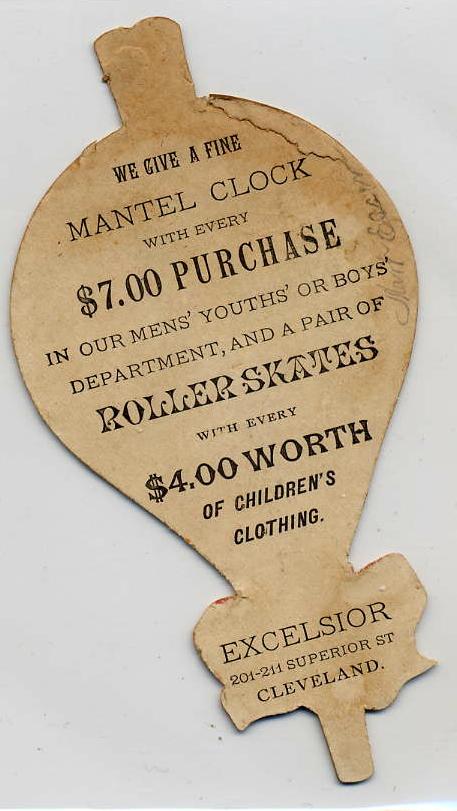 WE GIVE A FINE
MANTEL CLOCK
WITH EVERY
$7.00 PURCHASE
IN OUR MENS' YOUTHS' OR BOYS'
DEPARTMENT, AND A PAIR OF
ROLLER SKATES
WITH EVERY
$4.00 WORTH
OF CHILDREN'S
CLOTHING.
EXCELSIOR
201-211 SUPERIOR ST
CLEVELAND.